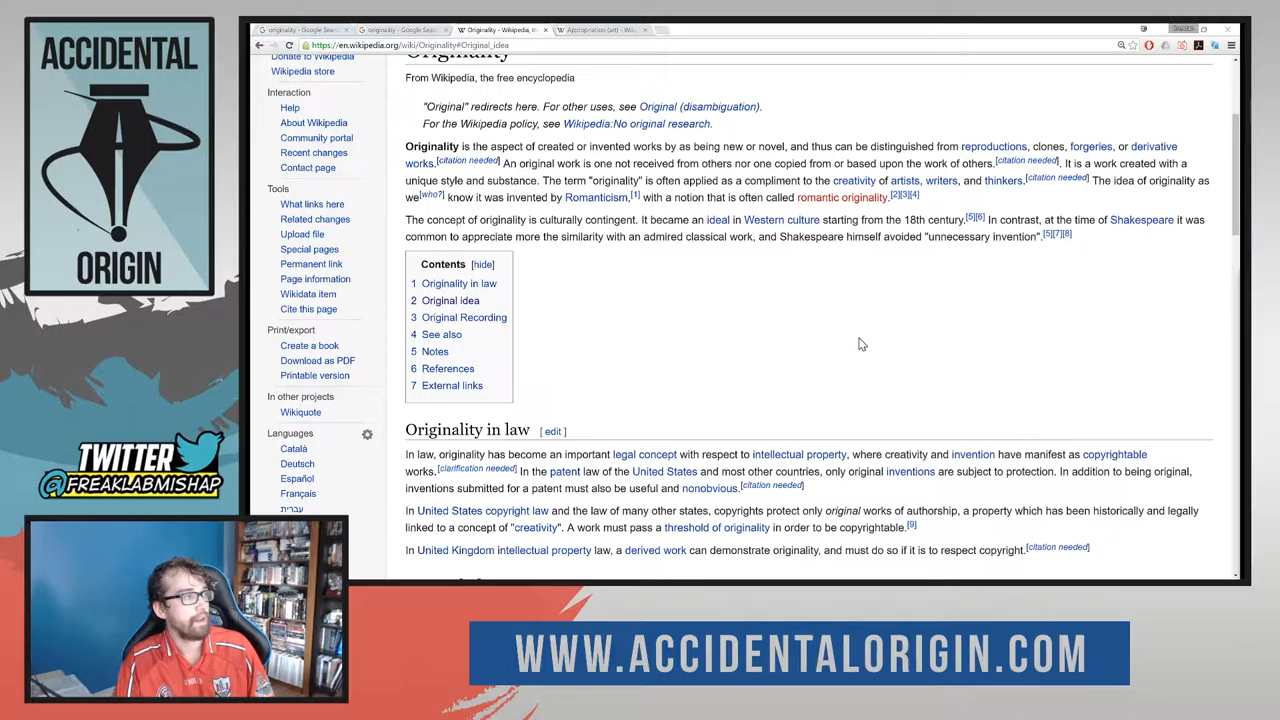 ACCIDENTAL
ORIGIN
TWITTER
@FREAKLABMISHAP
originality - Google Sear
originality - Google Sear
Originality - Wikipedia, th
Appropriation (art) - Wiki
https://en.wikipedia.org/wiki/Originality#Original_idea
Donate to Wikipedia
Wikipedia store
Interaction
Help
About Wikipedia
Community portal
Recent changes
Contact page
Tools
What links here
Related changes
Upload file
Special pages
Permanent link
Page information
Wikidata item
Cite this page
Print/export
Create a book
Download as PDF
Printable version
In other projects
Wikiquote
Languages
Català
Deutsch
Español
Français
עברית
Originality
From Wikipedia, the free encyclopedia
"Original" redirects here. For other uses, see Original (disambiguation).
For the Wikipedia policy, see Wikipedia:No original research.
Originality is the aspect of created or invented works by as being new or novel, and thus can be distinguished from reproductions, clones, forgeries, or derivative
works.[citation needed] An original work is one not received from others nor one copied from or based upon the work of others.[citation needed]. It is a work created with a
unique style and substance. The term "originality" is often applied as a compliment to the creativity of artists, writers, and thinkers.[citation needed] The idea of originality as
we[who?] know it was invented by Romanticism,[1] with a notion that is often called romantic originality.[2][3][4]
The concept of originality is culturally contingent. It became an ideal in Western culture starting from the 18th century.[5][6] In contrast, at the time of Shakespeare it was
common to appreciate more the similarity with an admired classical work, and Shakespeare himself avoided "unnecessary invention".[5][7][8]
Contents [hide]
1 Originality in law
2 Original idea
3 Original Recording
4 See also
5 Notes
6 References
7 External links
Originality in law [ edit ]
In law, originality has become an important legal concept with respect to intellectual property, where creativity and invention have manifest as copyrightable
works.[clarification needed] In the patent law of the United States and most other countries, only original inventions are subject to protection. In addition to being original,
inventions submitted for a patent must also be useful and nonobvious.[citation needed]
In United States copyright law and the law of many other states, copyrights protect only original works of authorship, a property which has been historically and legally
linked to a concept of "creativity". A work must pass a threshold of originality in order to be copyrightable.[9]
In United Kingdom intellectual property law, a derived work can demonstrate originality, and must do so if it is to respect copyright.[citation needed]
O'NEILLS
WWW.ACCIDENTALORIGIN.COM